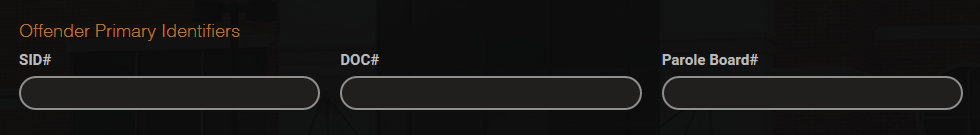 Offender Primary Identifiers
SID# DOC# Parole Board#